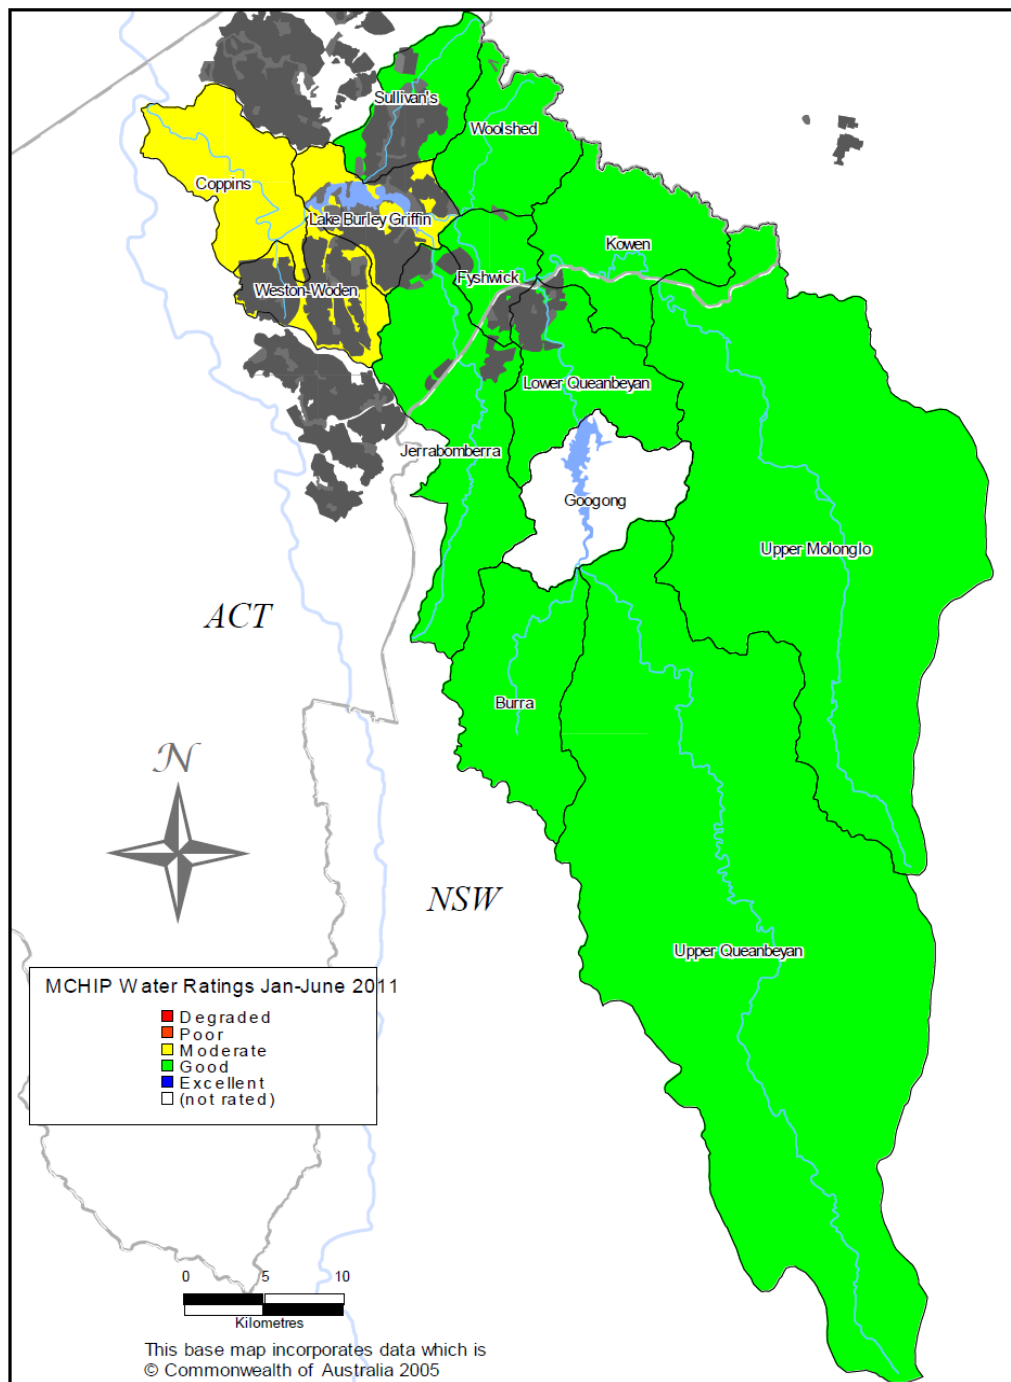 Sullivan's
Woolshed
Coppins
Lake Burley Griffin
Kowen
Fyshwick
Weston-Woden
Lower Queanbeyan
Jerrabomberra
Googong
Upper Molonglo
ACT
Burra
N
NSW
Upper Queanbeyan
MCHIP Water Ratings Jan-June 2011
Degraded
Poor
Moderate
Good
Excellent
(not rated)
0 5 10
Kilometres
This base map incorporates data which is
© Commonwealth of Australia 2005